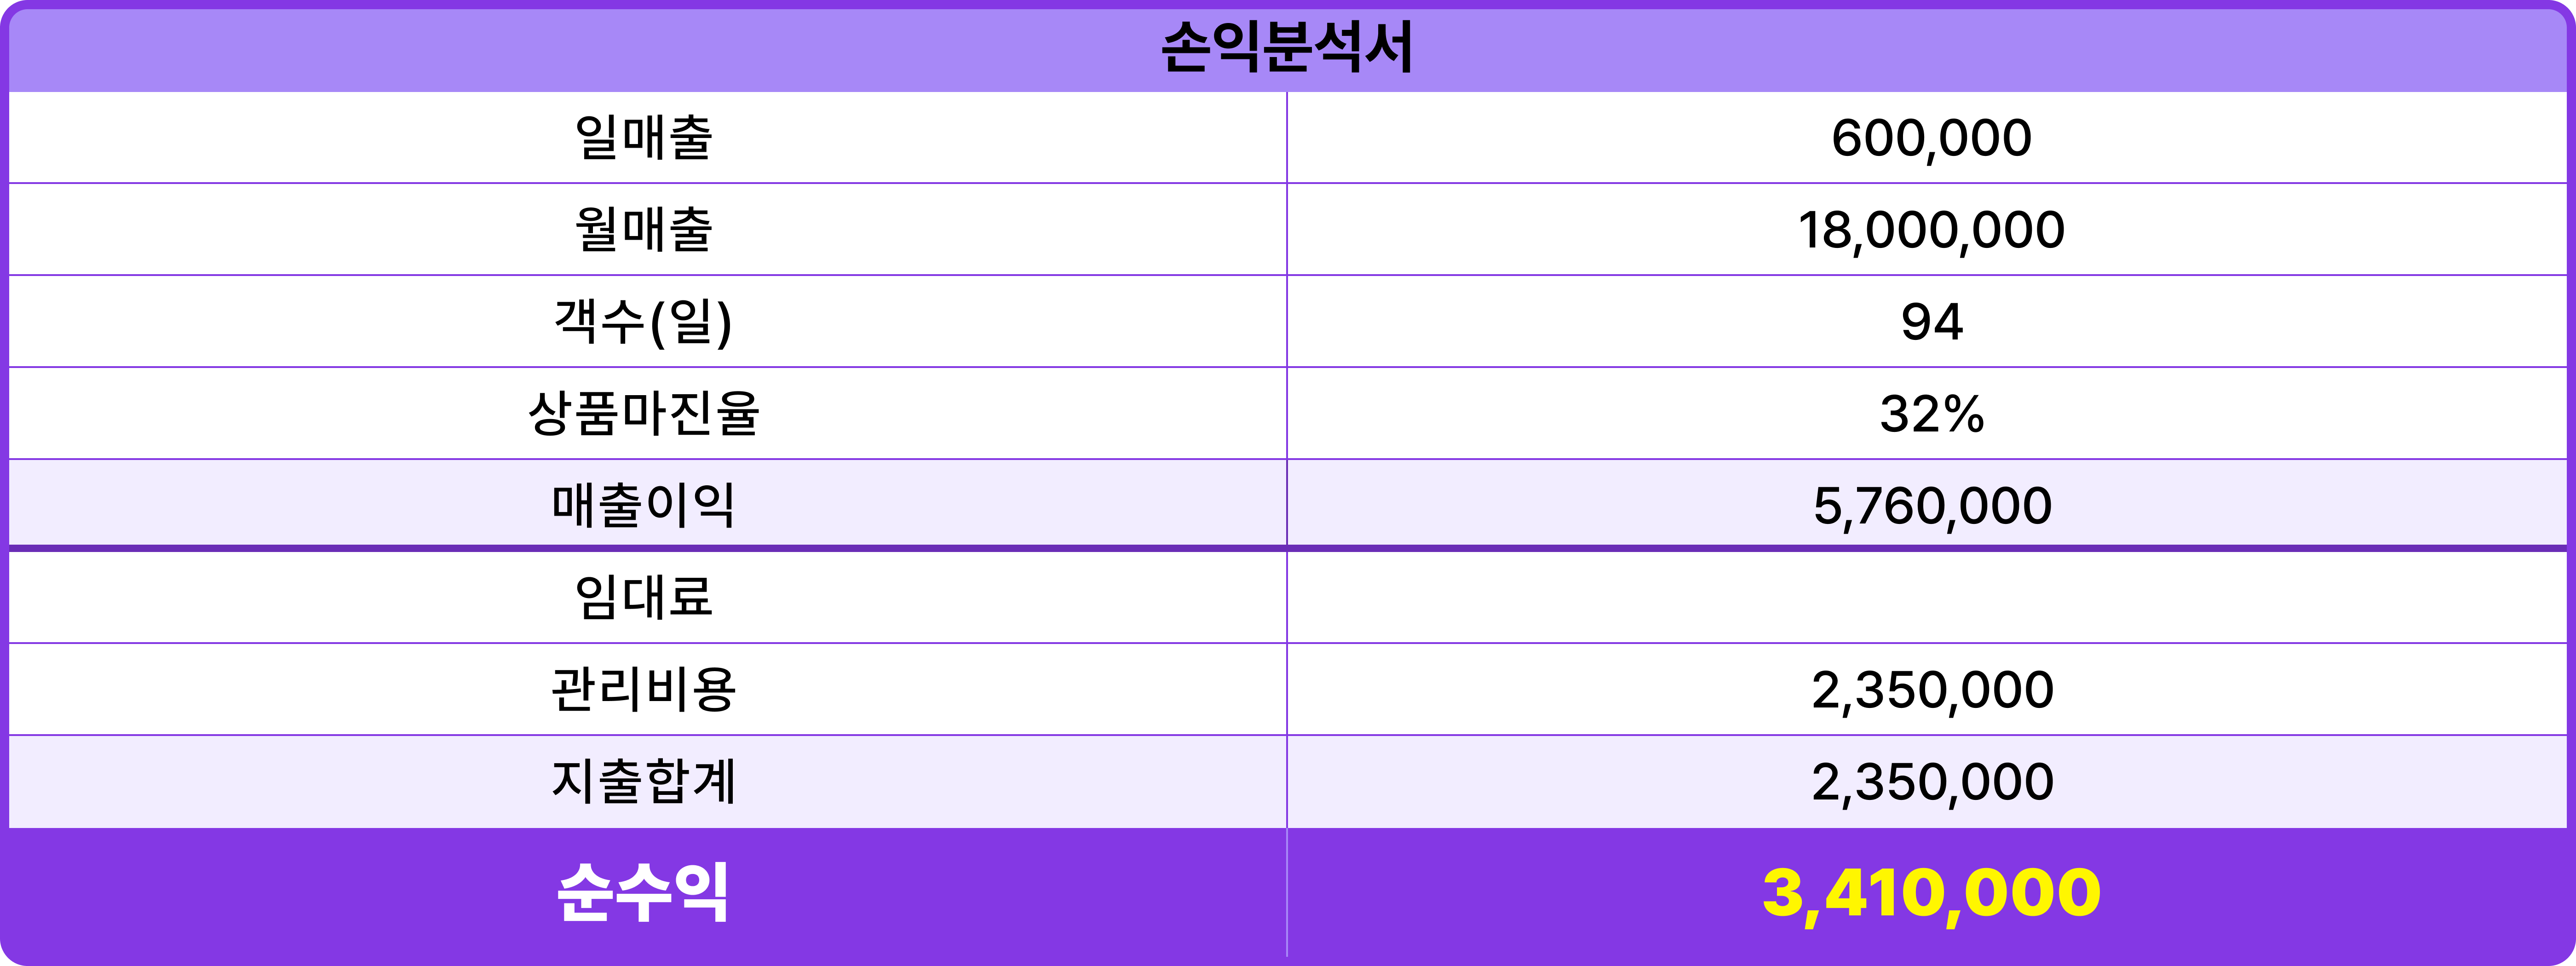 손익분석서
일매출 600,000
월매출 18,000,000
객수(일) 94
상품마진율 32%
매출이익 5,760,000
임대료
관리비용 2,350,000
지출합계 2,350,000
순수익 3,410,000